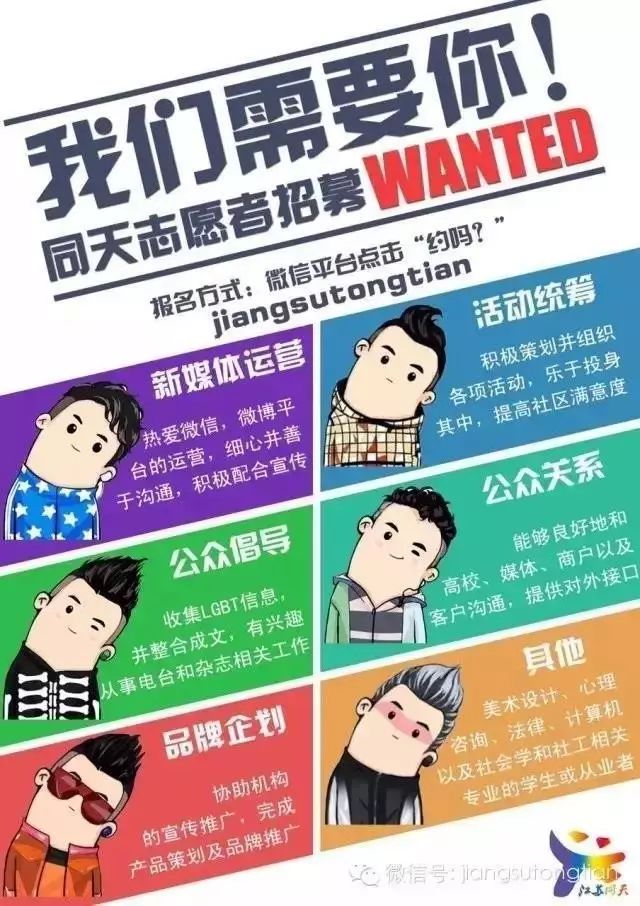 我们需要你！
同天志愿者招募WANTED
报名方式：微信平台点击“约吗？”
jiangsutongtian
新媒体运营
热爱微信，微博平
台的运营，细心并善
于沟通，积极配合宣传
活动统筹
积极策划并组织
各项活动，乐于投身
其中，提高社区满意度
公众倡导
收集LGBT信息，
并整合成文，有兴趣
从事电台和杂志相关工作
公众关系
能够良好地和
高校、媒体、商户以及
客户沟通，提供对外接口
品牌企划
协助机构
的宣传推广，完成
产品策划及品牌推广
其他
美术设计、心理
咨询、法律、计算机
以及社会学和社工相关
专业的学生或从业者
微信号: jiangsutongtian
江苏同天